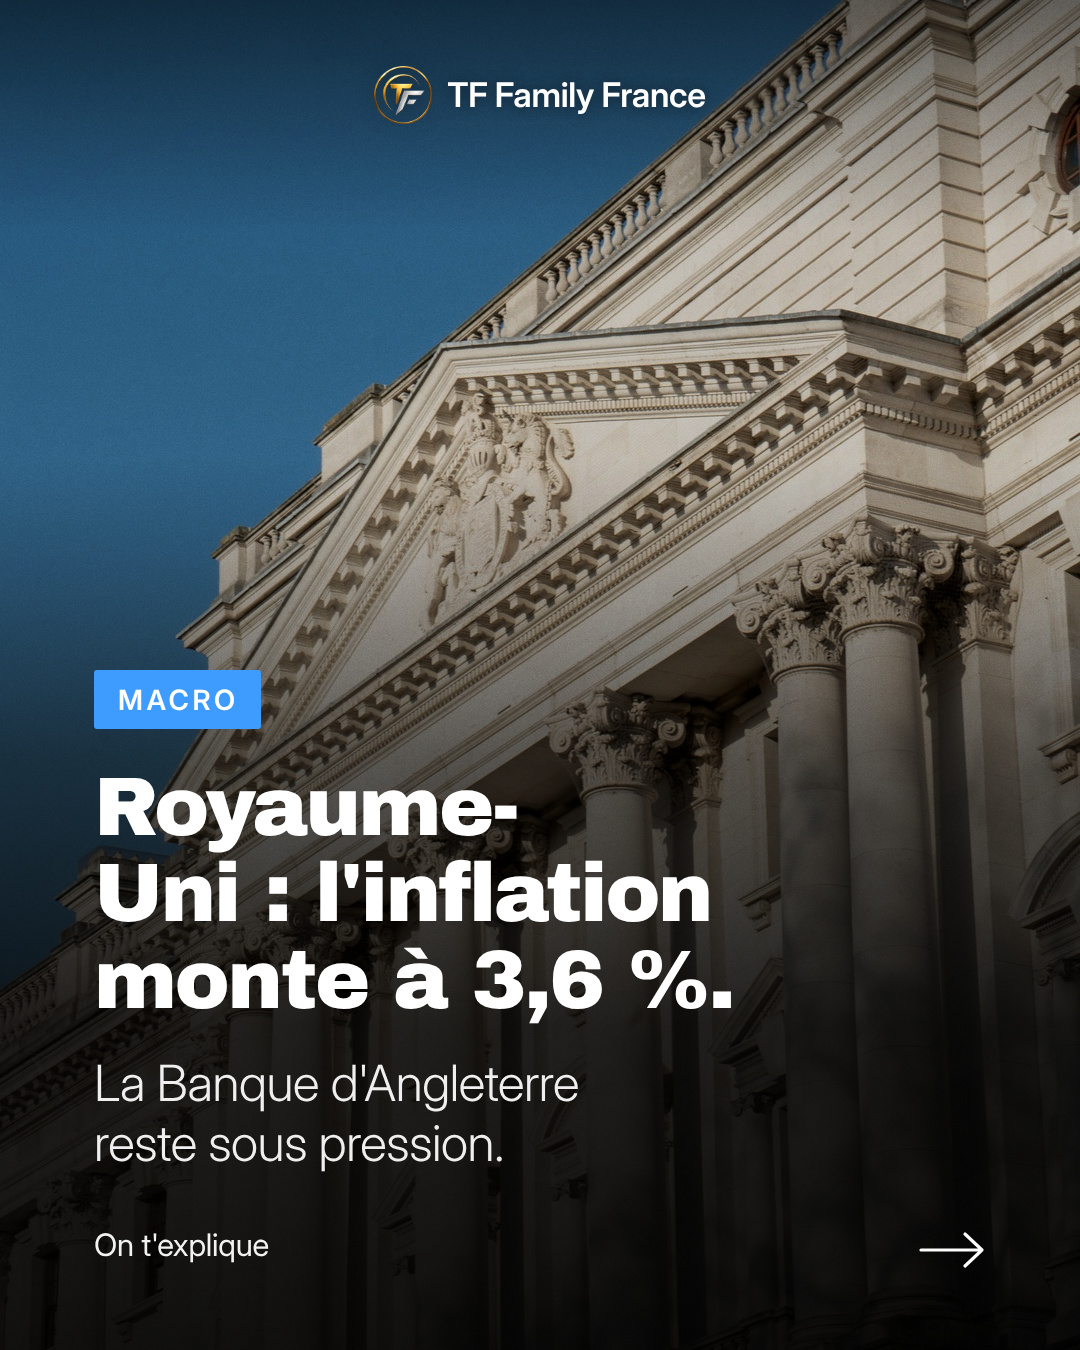 TF Family France
MACRO
Royaume-
Uni : l'inflation
monte à 3,6 %.
La Banque d'Angleterre
reste sous pression.
On t'explique